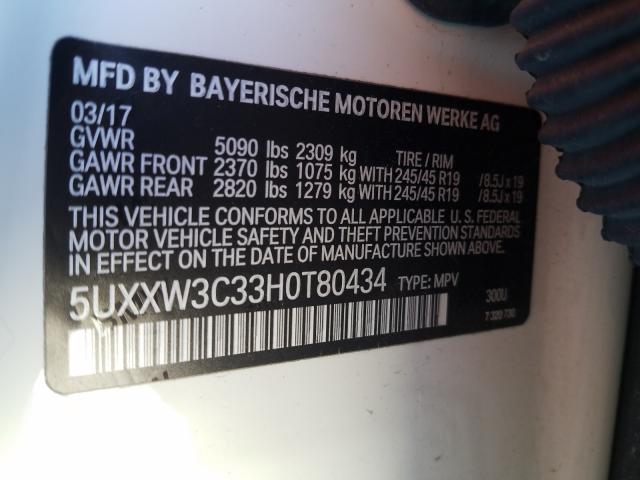 MFD BY BAYERISCHE MOTOREN WERKE AG
03/17
GVWR 5090 lbs 2309 kg TIRE / RIM
GAWR FRONT 2370 lbs 1075 kg WITH 245/45 R19 /8.5J x 19
GAWR REAR 2820 lbs 1279 kg WITH 245/45 R19 /8.5J x 19
THIS VEHICLE CONFORMS TO ALL APPLICABLE U. S. FEDERAL
MOTOR VEHICLE SAFETY AND THEFT PREVENTION STANDARDS
IN EFFECT ON THE DATE OF MANUFACTURE SHOWN ABOVE.
5UXXW3C33H0T80434 TYPE: MPV 300U
7 320 730